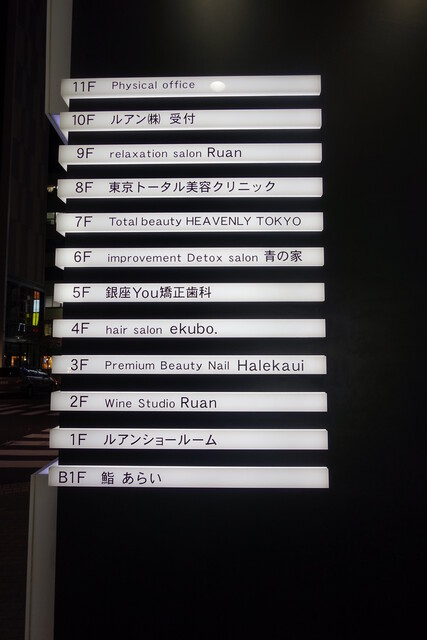 11F Physical office
10F ルアン㈱ 受付
9F relaxation salon Ruan
8F 東京トータル美容クリニック
7F Total beauty HEAVENLY TOKYO
6F improvement Detox salon 青の家
5F 銀座You矯正歯科
4F hair salon ekubo.
3F Premium Beauty Nail Halekaui
2F Wine Studio Ruan
1F ルアンショールーム
B1F 鮨 あらい